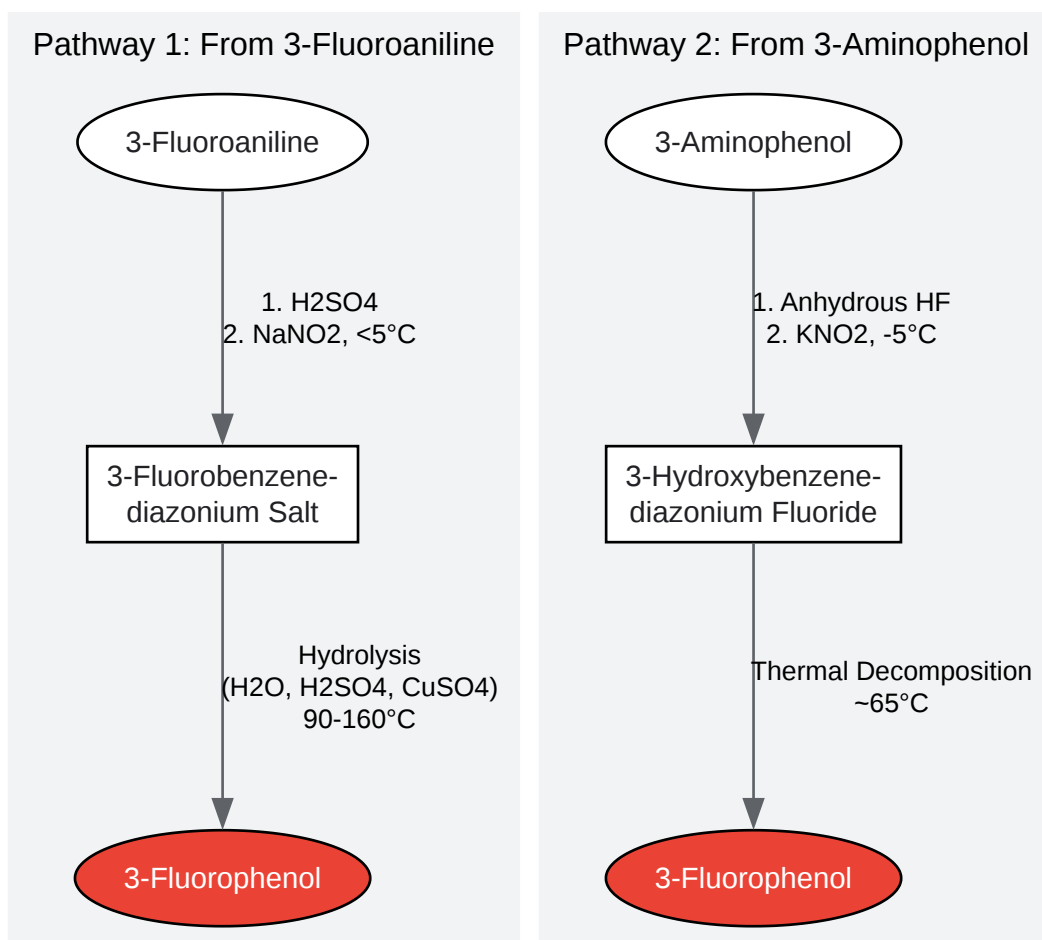 Pathway 1: From 3-Fluoroaniline
3-Fluoroaniline
1. H2SO4
2. NaNO2, <5°C
3-Fluorobenzene-
diazonium Salt
Hydrolysis
(H2O, H2SO4, CuSO4)
90-160°C
3-Fluorophenol
Pathway 2: From 3-Aminophenol
3-Aminophenol
1. Anhydrous HF
2. KNO2, -5°C
3-Hydroxybenzene-
diazonium Fluoride
Thermal Decomposition
~65°C
3-Fluorophenol